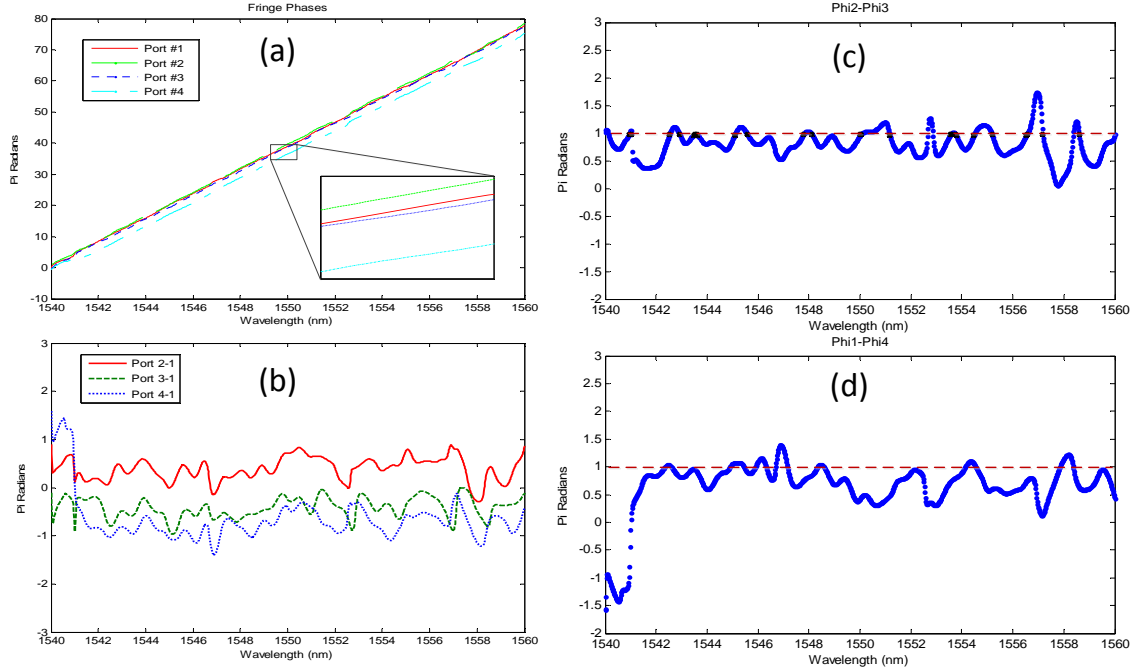 Fringe Phases
80
70
60
50
40
30
20
10
0
-10
Pi Radians
Port #1
Port #2
Port #3
Port #4
(a)
1540 1542 1544 1546 1548 1550 1552 1554 1556 1558 1560
Wavelength (nm)
Phi2-Phi3
3
2.5
2
1.5
1
0.5
0
-0.5
-1
-1.5
-2
Pi Radians
(c)
1540 1542 1544 1546 1548 1550 1552 1554 1556 1558 1560
Wavelength (nm)
3
2
1
0
-1
-2
-3
Pi Radians
Port 2-1
Port 3-1
Port 4-1
(b)
1540 1542 1544 1546 1548 1550 1552 1554 1556 1558 1560
Wavelength (nm)
Phi1-Phi4
3
2.5
2
1.5
1
0.5
0
-0.5
-1
-1.5
-2
Pi Radians
(d)
1540 1542 1544 1546 1548 1550 1552 1554 1556 1558 1560
Wavelength (nm)